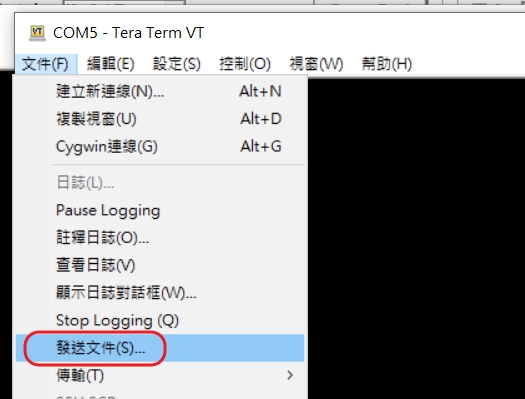 COM5 - Tera Term VT
文件(F) 編輯(E) 設定(S) 控制(O) 視窗(W) 幫助(H)
建立新連線(N)... Alt+N
複製視窗(U) Alt+D
Cygwin連線(G) Alt+G
日誌(L)...
Pause Logging
註釋日誌(O)...
查看日誌(V)
顯示日誌對話框(W)...
Stop Logging (Q)
發送文件(S)...
傳輸(T)